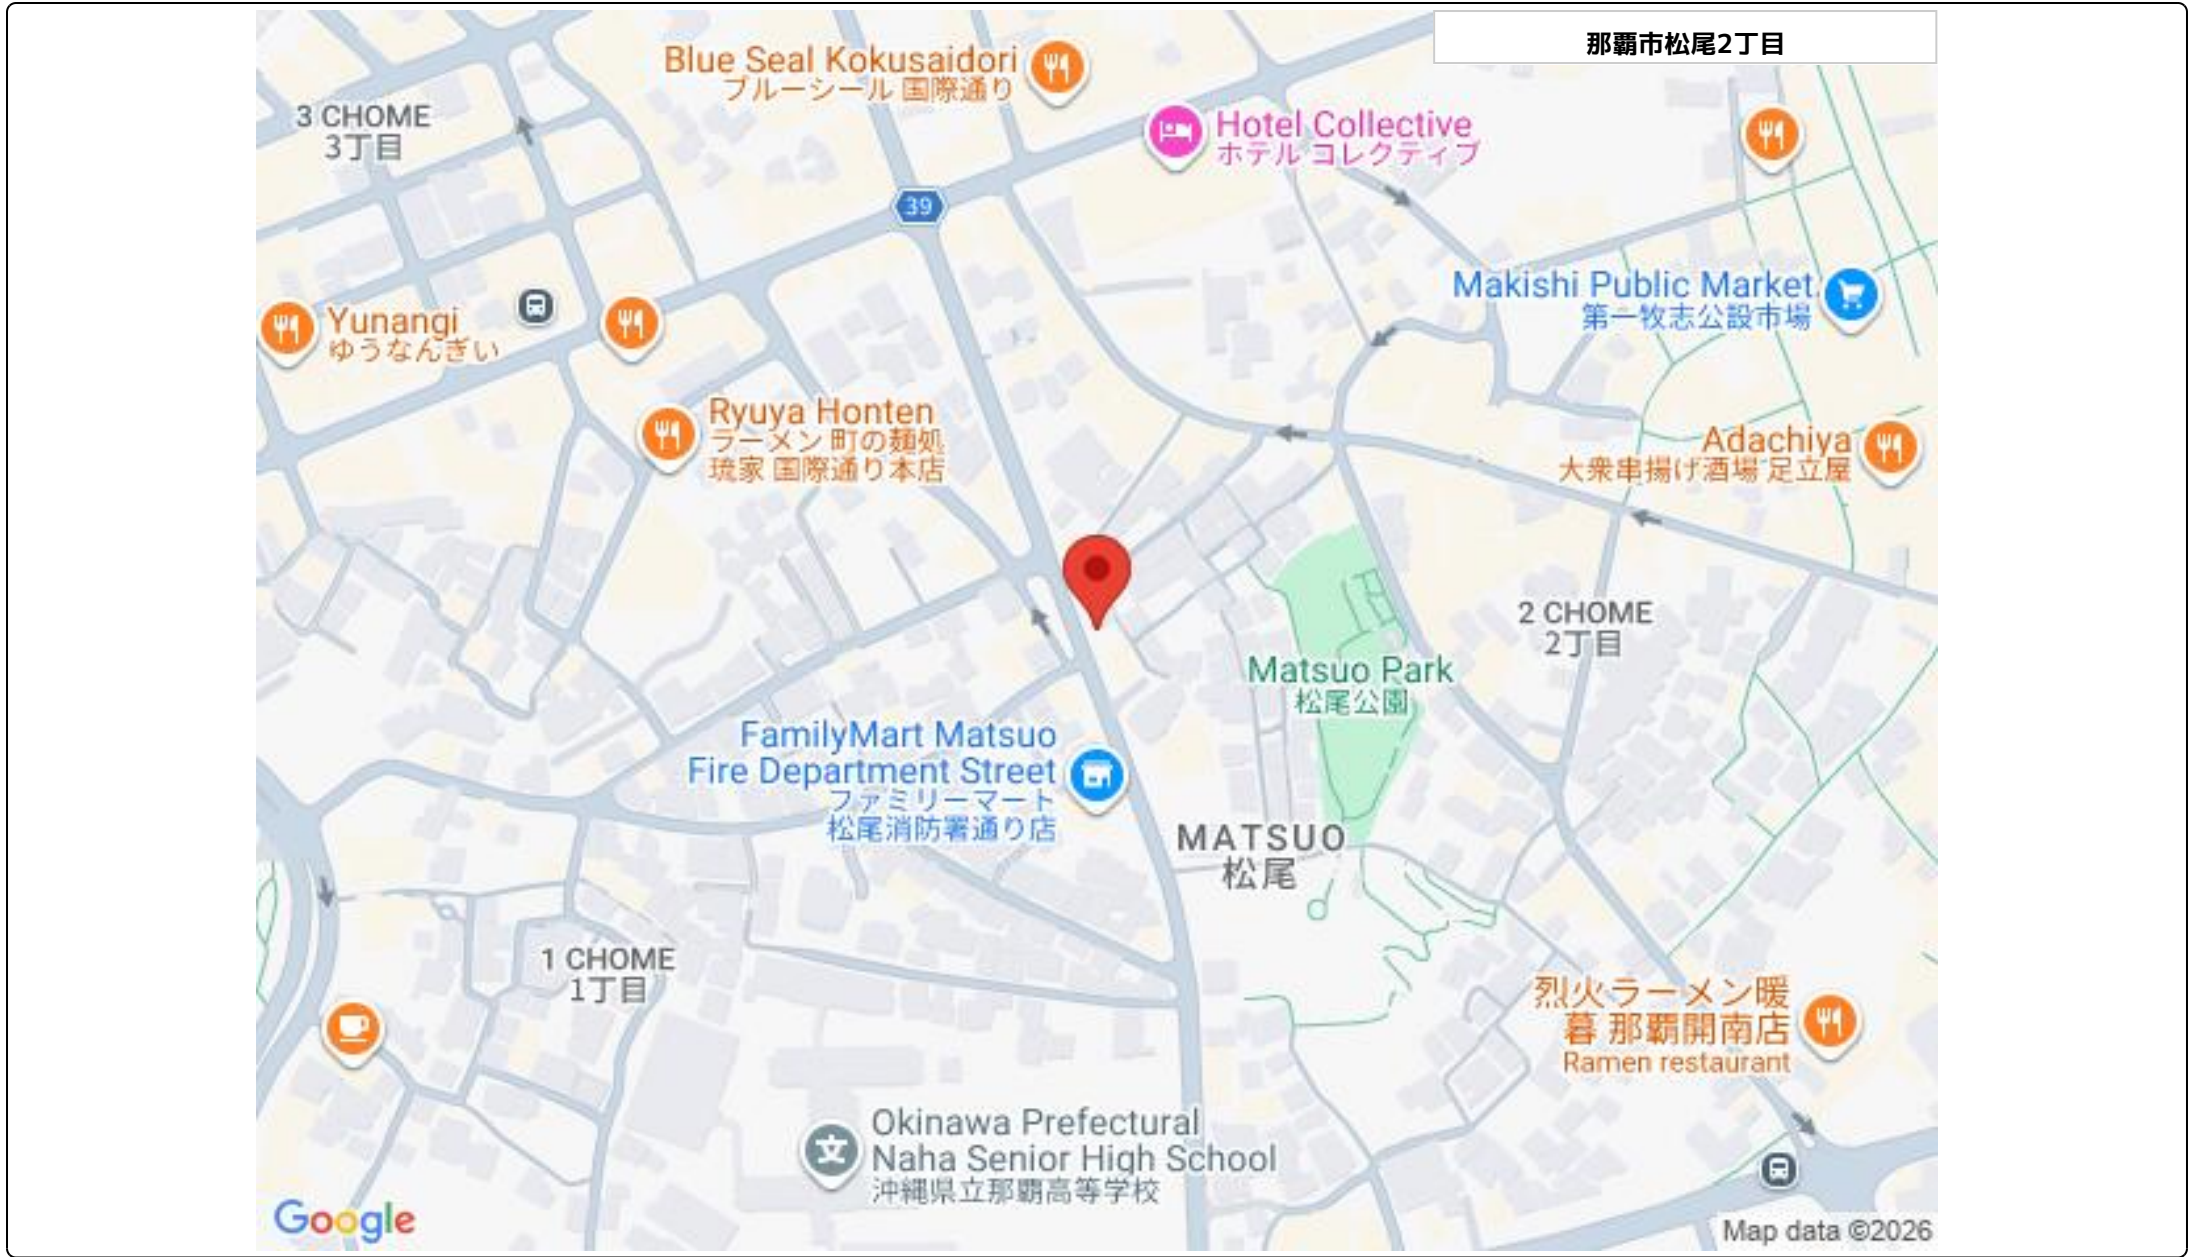 那覇市松尾2丁目
Blue Seal Kokusaidori
ブルーシール 国際通り
3 CHOME
3丁目
Hotel Collective
ホテル コレクティブ
39
Makishi Public Market
第一牧志公設市場
Yunangi
ゆうなんぎい
Ryuya Honten
ラーメン 町の麺処
琉家 国際通り本店
Adachiya
大衆串揚げ酒場 足立屋
2 CHOME
2丁目
Matsuo Park
松尾公園
FamilyMart Matsuo
Fire Department Street
ファミリーマート
松尾消防署通り店
MATSUO
松尾
1 CHOME
1丁目
烈火ラーメン暖
暮 那覇開南店
Ramen restaurant
文
Okinawa Prefectural
Naha Senior High School
沖縄県立那覇高等学校
Google
Map data ©2026